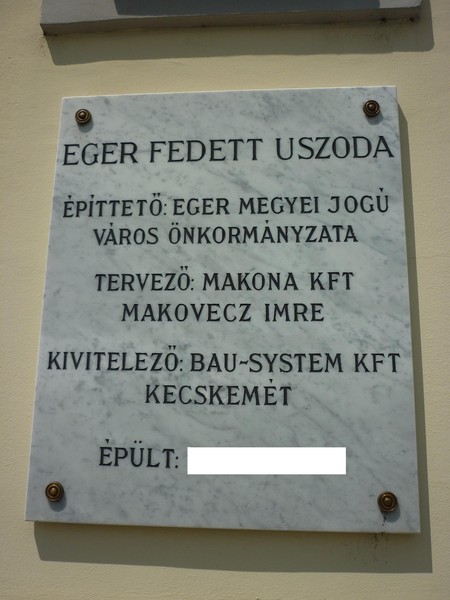 EGER FEDETT USZODA
ÉPÍTTETŐ: EGER MEGYEI JOGÚ
VÁROS ÖNKORMÁNYZATA
TERVEZŐ: MAKONA KFT
MAKOVECZ IMRE
KIVITELEZŐ: BAU~SYSTEM KFT
KECSKEMÉT
ÉPÜLT: